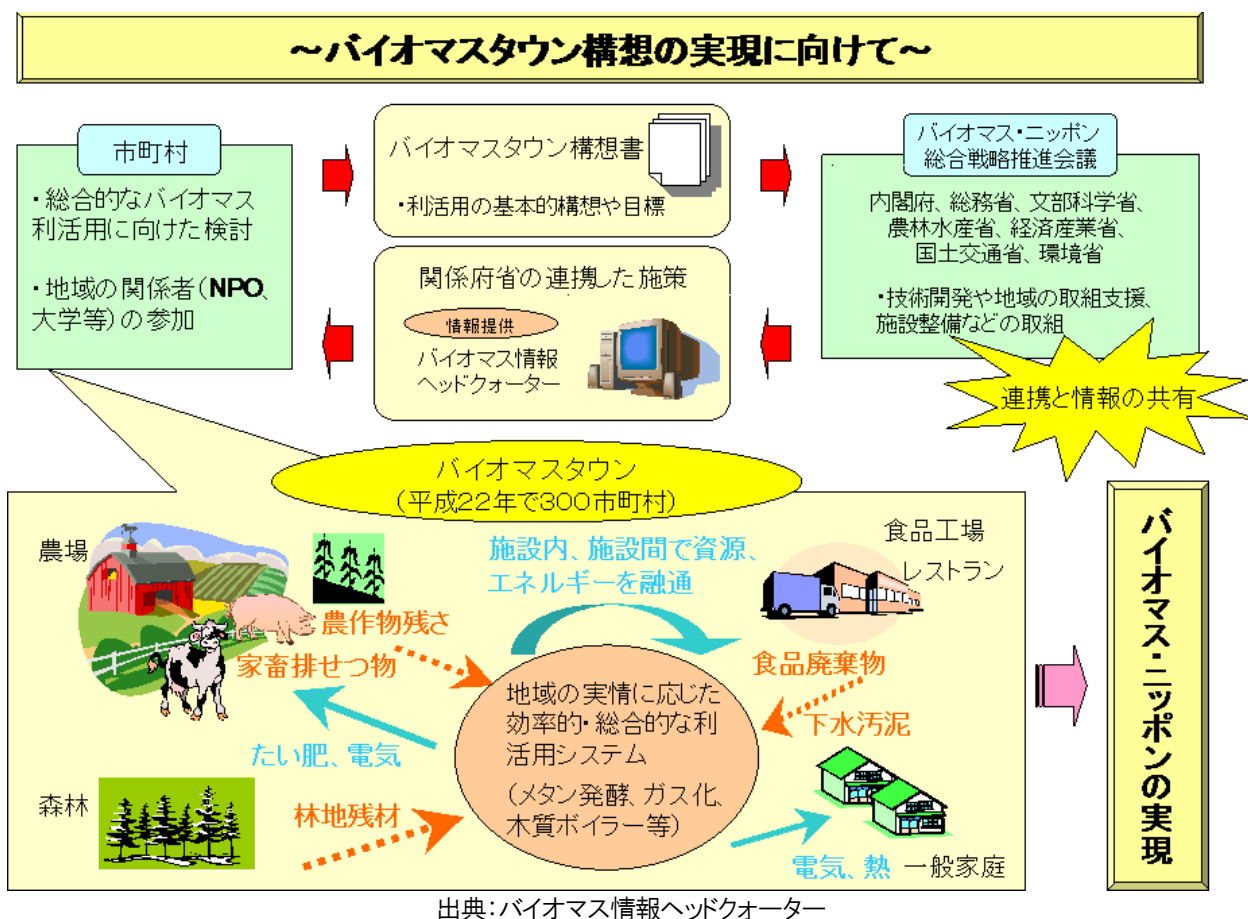 ～バイオマスタウン構想の実現に向けて～
市町村
・総合的なバイオマス
利活用に向けた検討
・地域の関係者(NPO、
大学等)の参加
バイオマスタウン構想書
・利活用の基本的構想や目標
バイオマス・ニッポン
総合戦略推進会議
内閣府、総務省、文部科学省、
農林水産省、経済産業省、
国土交通省、環境省
・技術開発や地域の取組支援、
施設整備などの取組
関係府省の連携した施策
情報提供
バイオマス情報
ヘッドクォーター
連携と情報の共有
バイオマスタウン
(平成22年で300市町村)
農場
農作物残さ
家畜排せつ物
施設内、施設間で資源、
エネルギーを融通
食品工場
レストラン
食品廃棄物
下水汚泥
たい肥、電気
地域の実情に応じた
効率的・総合的な利
活用システム
(メタン発酵、ガス化、
木質ボイラー等)
森林
林地残材
電気、熱
一般家庭
バイオマス・ニッポンの実現
出典：バイオマス情報ヘッドクォーター